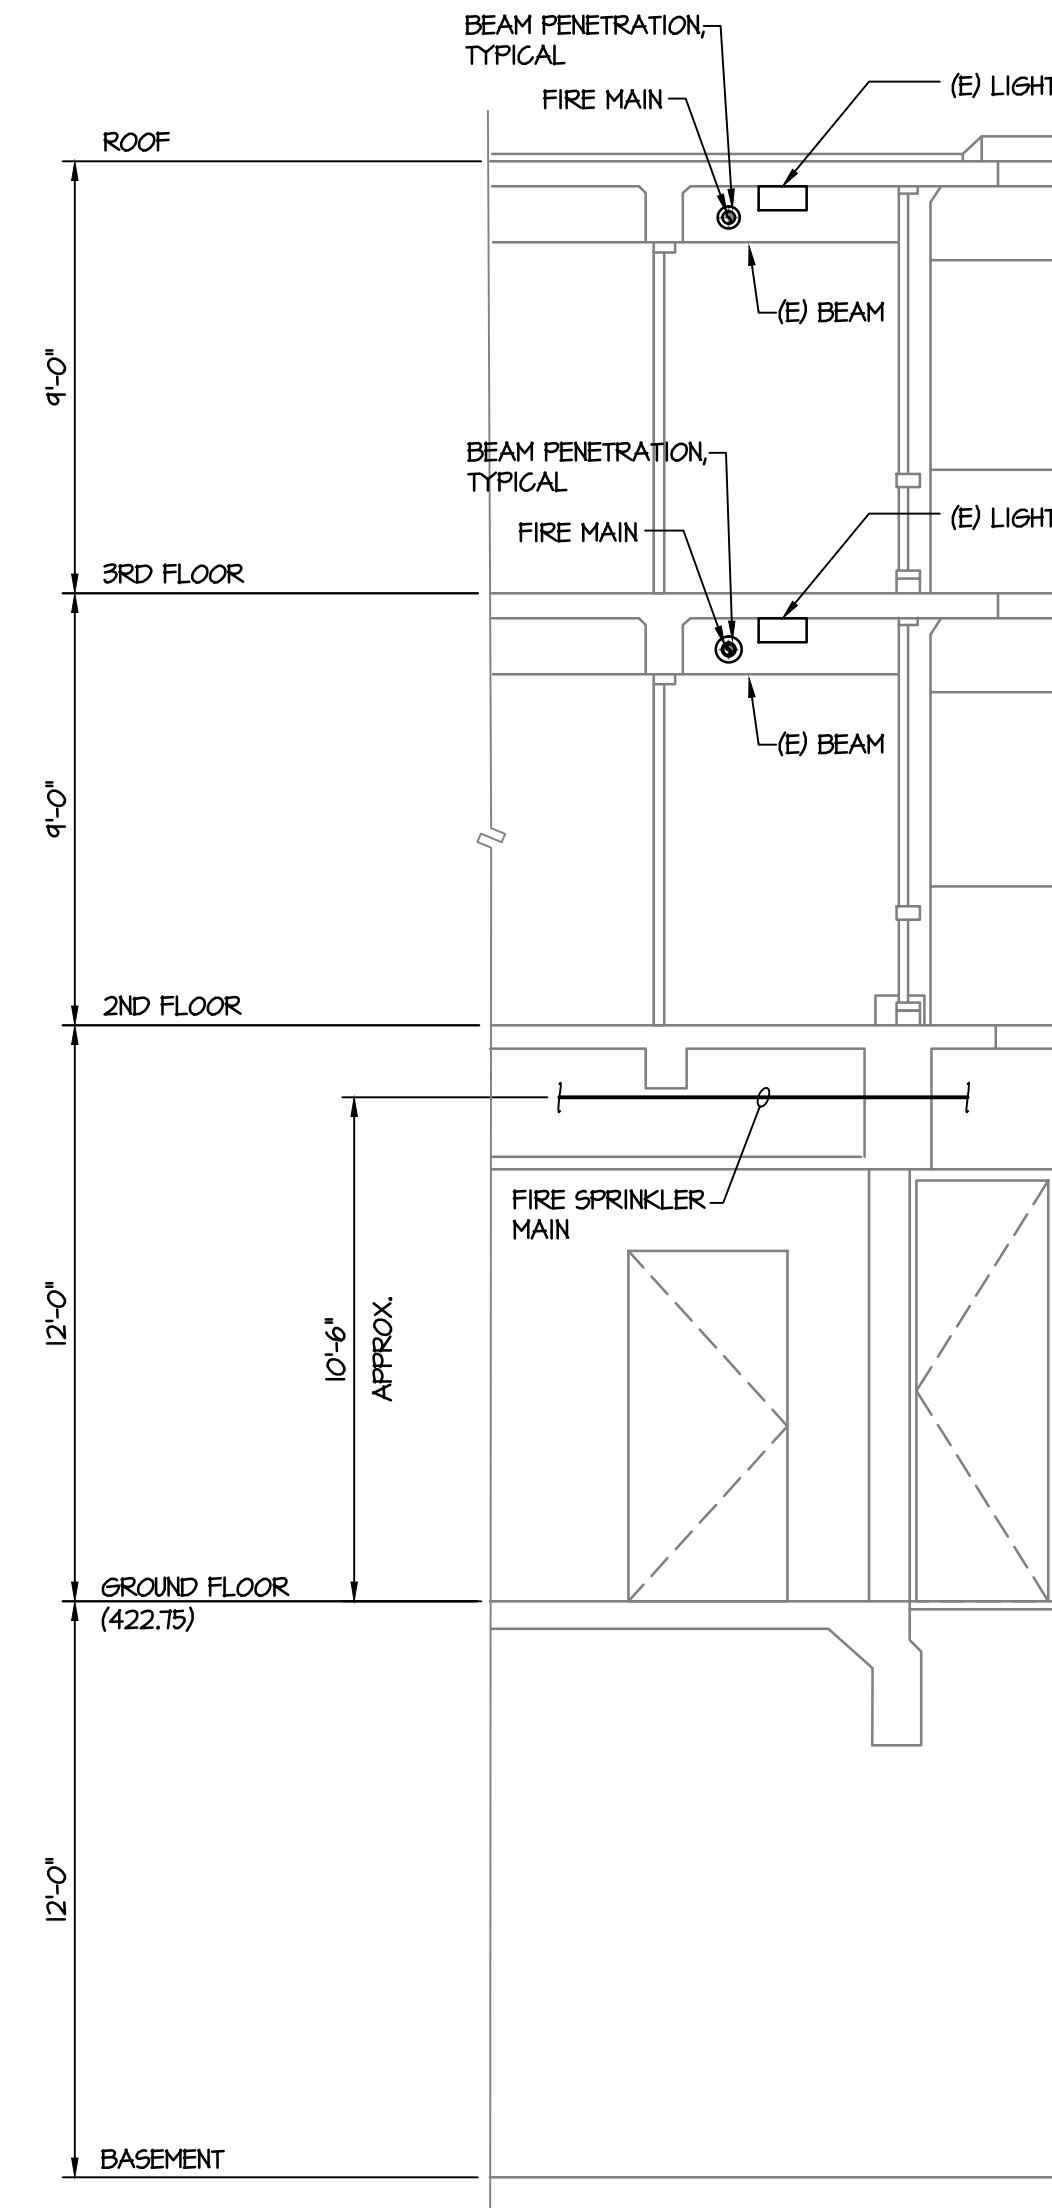 BEAM PENETRATION,
TYPICAL
FIRE MAIN
(E) LIGHT
ROOF
(E) BEAM
9'-0"
BEAM PENETRATION,
TYPICAL
FIRE MAIN
(E) LIGHT
3RD FLOOR
(E) BEAM
9'-0"
2ND FLOOR
FIRE SPRINKLER
MAIN
12'-0"
10'-6"
APPROX.
GROUND FLOOR
(422.75)
12'-0"
BASEMENT